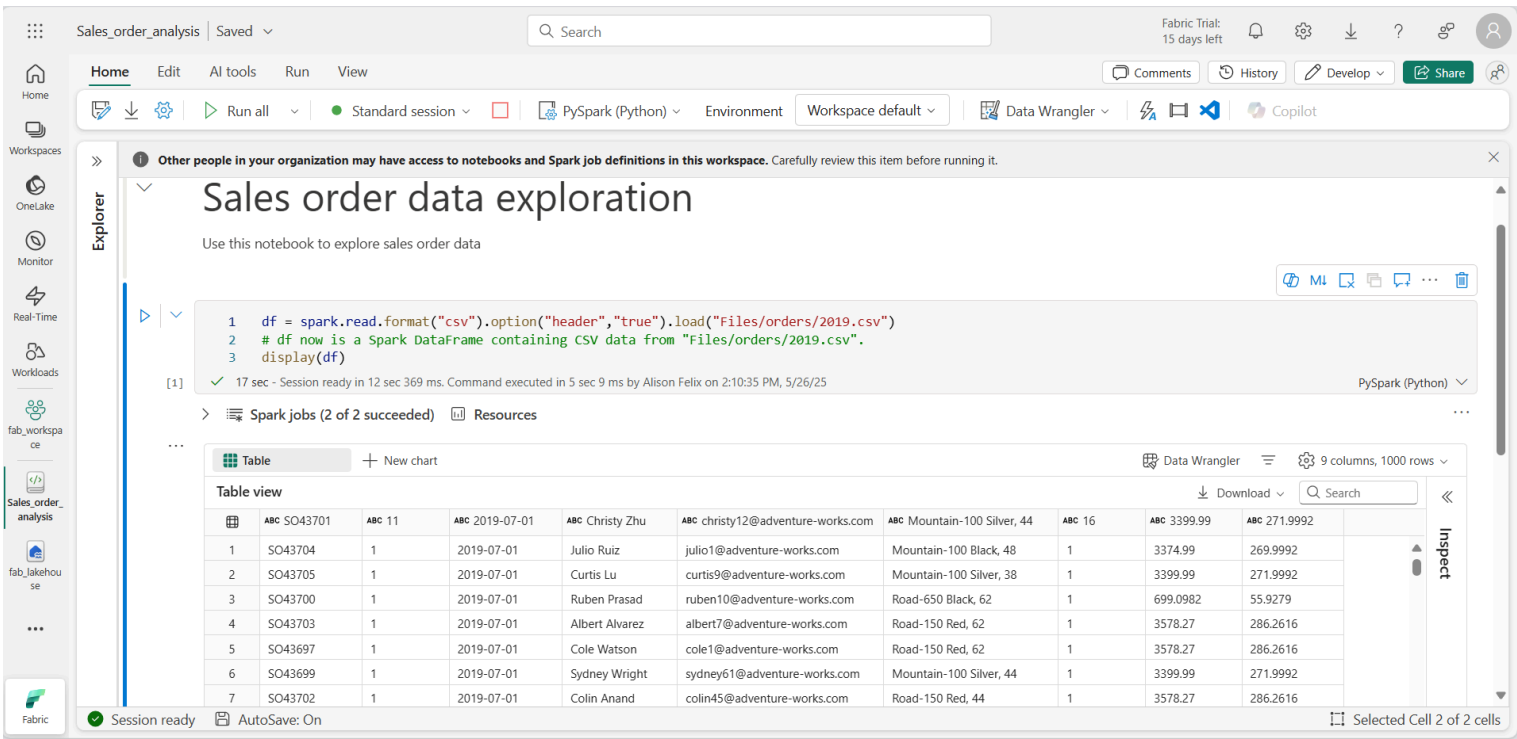 Sales_order_analysis | Saved
Search
Fabric Trial:
15 days left
Home Edit AI tools Run View
Comments History Develop Share
Run all Standard session PySpark (Python) Environment Workspace default Data Wrangler Copilot
Home
Workspaces
OneLake
Monitor
Real-Time
Workloads
fab_workspa
ce
Sales_order_
analysis
fab_lakehou
se
Fabric
Explorer
Other people in your organization may have access to notebooks and Spark job definitions in this workspace. Carefully review this item before running it.
Sales order data exploration
Use this notebook to explore sales order data
M↓
1 df = spark.read.format("csv").option("header","true").load("Files/orders/2019.csv")
2 # df now is a Spark DataFrame containing CSV data from "Files/orders/2019.csv".
3 display(df)
[1] 17 sec - Session ready in 12 sec 369 ms. Command executed in 5 sec 9 ms by Alison Felix on 2:10:35 PM, 5/26/25 PySpark (Python)
Spark jobs (2 of 2 succeeded) Resources
Table New chart Data Wrangler 9 columns, 1000 rows
Table view Download Search
ABC SO43701 ABC 11 ABC 2019-07-01 ABC Christy Zhu ABC christy12@adventure-works.com ABC Mountain-100 Silver, 44 ABC 16 ABC 3399.99 ABC 271.9992
1 SO43704 1 2019-07-01 Julio Ruiz julio1@adventure-works.com Mountain-100 Black, 48 1 3374.99 269.9992
2 SO43705 1 2019-07-01 Curtis Lu curtis9@adventure-works.com Mountain-100 Silver, 38 1 3399.99 271.9992
3 SO43700 1 2019-07-01 Ruben Prasad ruben10@adventure-works.com Road-650 Black, 62 1 699.0982 55.9279
4 SO43703 1 2019-07-01 Albert Alvarez albert7@adventure-works.com Road-150 Red, 62 1 3578.27 286.2616
5 SO43697 1 2019-07-01 Cole Watson cole1@adventure-works.com Road-150 Red, 62 1 3578.27 286.2616
6 SO43699 1 2019-07-01 Sydney Wright sydney61@adventure-works.com Mountain-100 Silver, 44 1 3399.99 271.9992
7 SO43702 1 2019-07-01 Colin Anand colin45@adventure-works.com Road-150 Red, 44 1 3578.27 286.2616
Inspect
Session ready AutoSave: On Selected Cell 2 of 2 cells